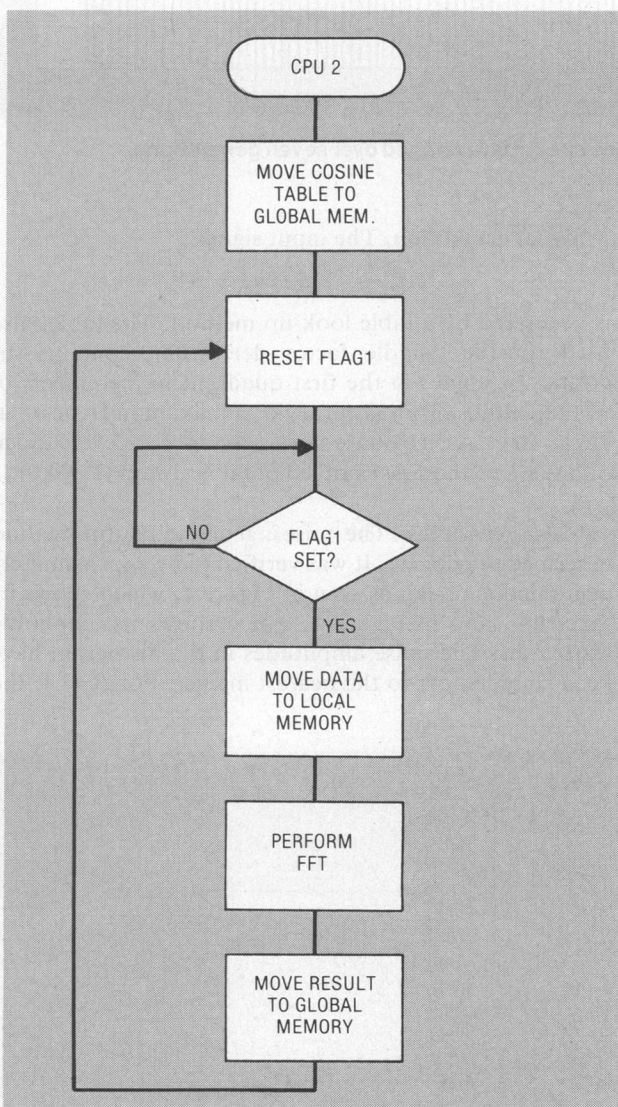 CPU 2
MOVE COSINE
TABLE TO
GLOBAL MEM.
RESET FLAG1
NO
FLAG1
SET?
YES
MOVE DATA
TO LOCAL
MEMORY
PERFORM
FFT
MOVE RESULT
TO GLOBAL
MEMORY